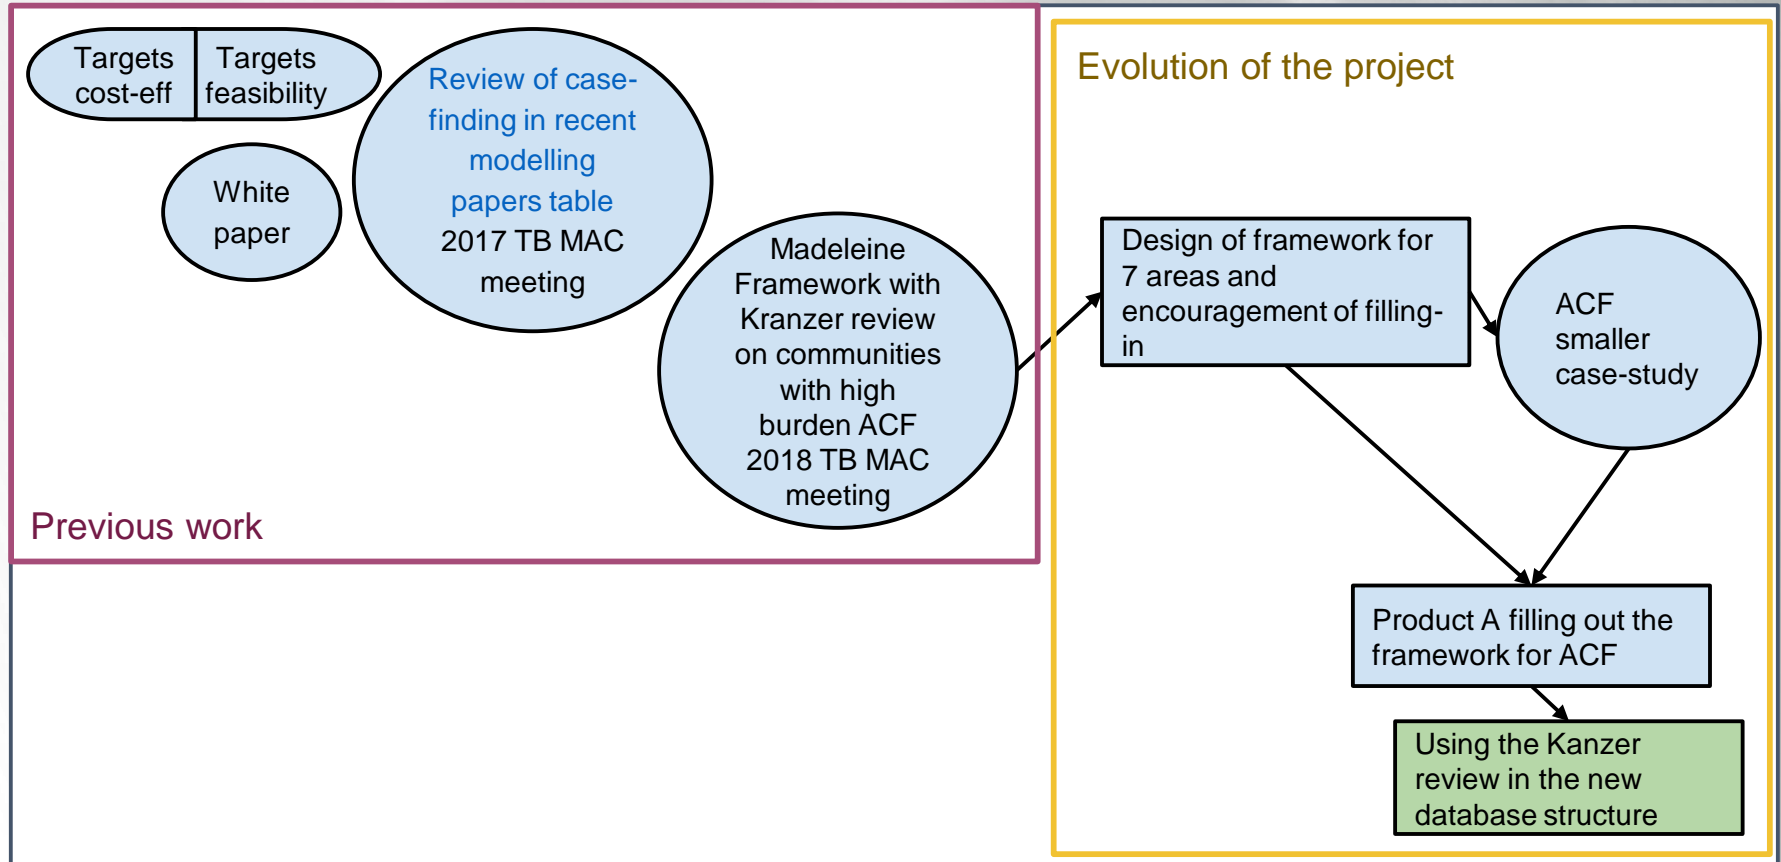 Targets
cost-eff
Targets
feasibility
White
paper
Review of case-
finding in recent
modelling
papers table
2017 TB MAC
meeting
Madeleine
Framework with
Kranzer review
on communities
with high
burden ACF
2018 TB MAC
meeting
Previous work
Evolution of the project
Design of framework for
7 areas and
encouragement of filling-
in
ACF
smaller
case-study
Product A filling out the
framework for ACF
Using the Kanzer
review in the new
database structure